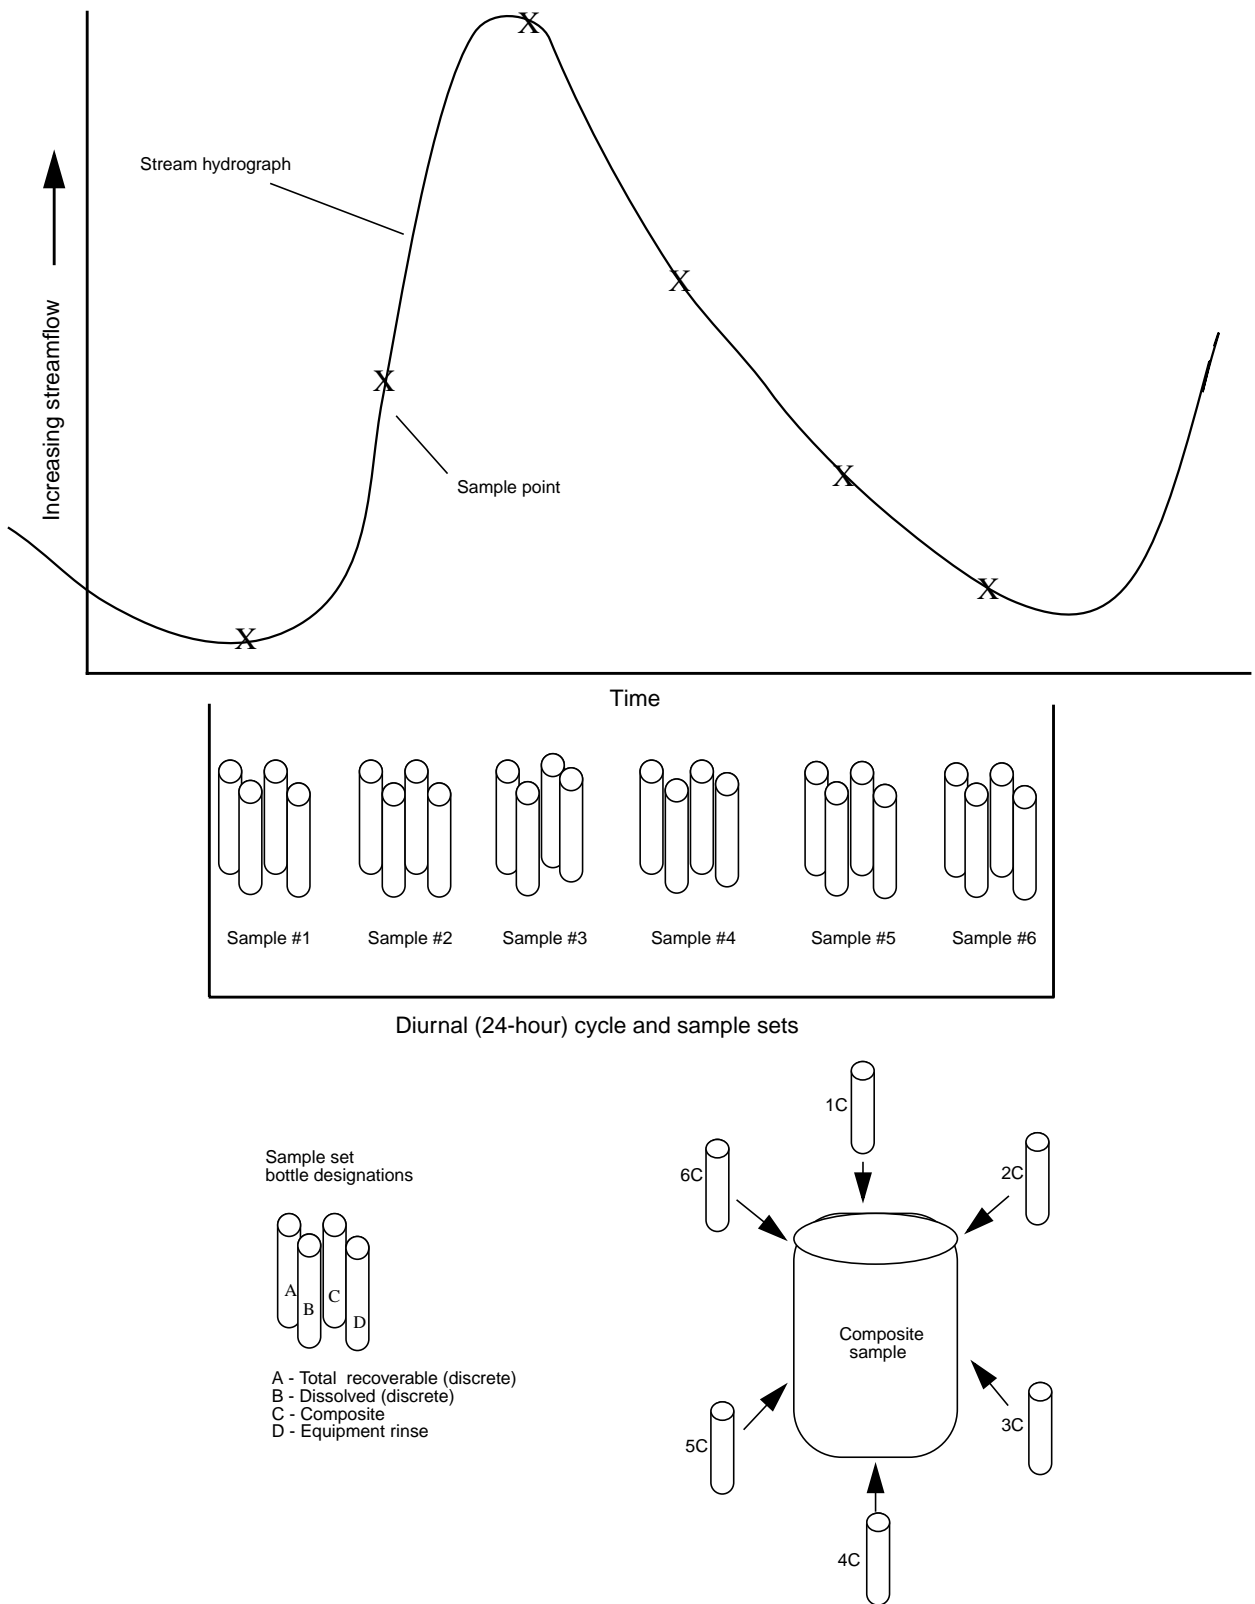 Stream hydrograph
Increasing streamflow
X
X
X
X
X
X
Sample point
Time
Sample #1
Sample #2
Sample #3
Sample #4
Sample #5
Sample #6
Diurnal (24-hour) cycle and sample sets
Sample set
bottle designations
A
B
C
D
A - Total recoverable (discrete)
B - Dissolved (discrete)
C - Composite
D - Equipment rinse
1C
6C
2C
Composite
sample
5C
3C
4C